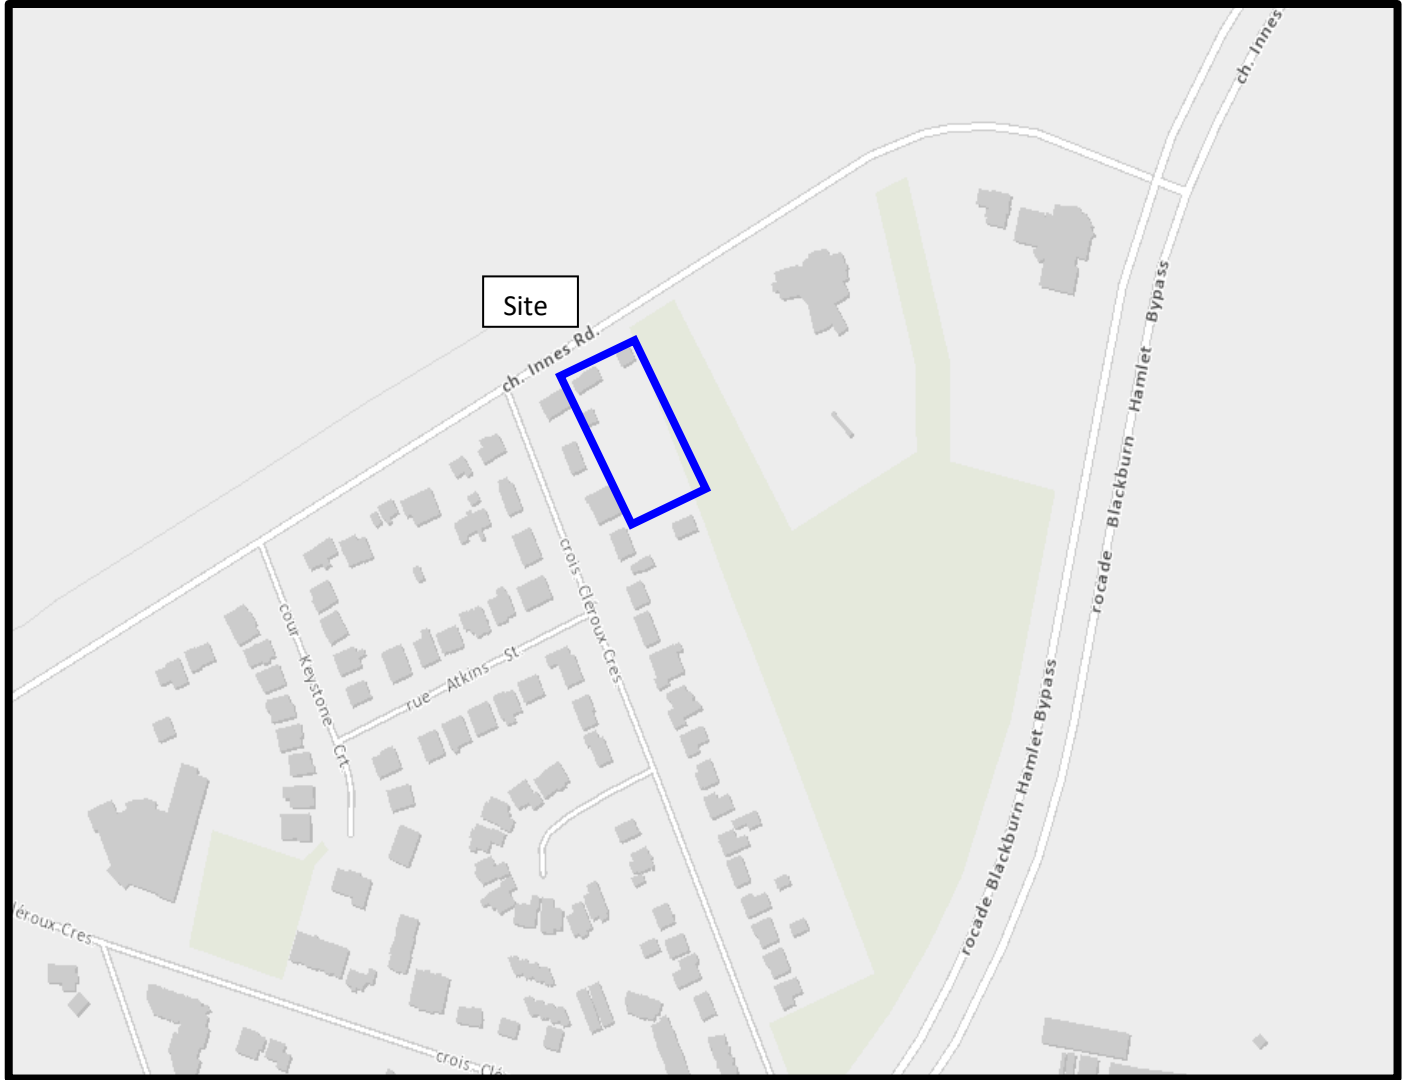 ch. Innes
Site
ch. Innes Rd.
rocade Blackburn Hamlet Bypass
crois. Cléroux Cres
cour Keystone Crt
rue Atkins St
rocade Blackburn Hamlet Bypass
léroux Cres
crois. Clé